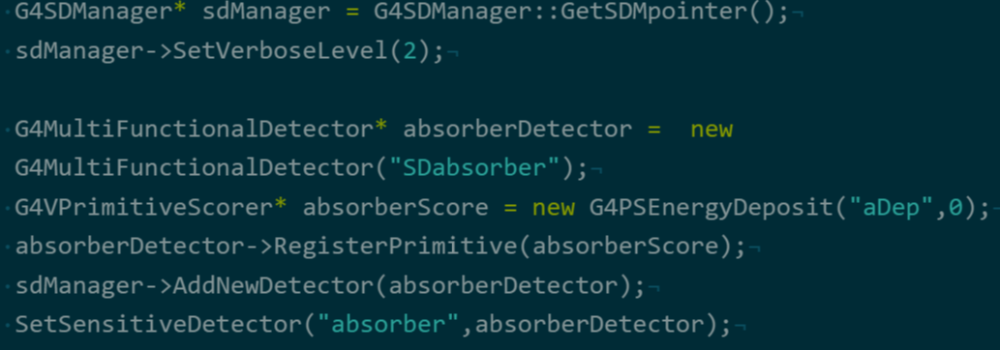 G4SDManager* sdManager = G4SDManager::GetSDMpointer();
sdManager->SetVerboseLevel(2);
G4MultiFunctionalDetector* absorberDetector =  new
G4MultiFunctionalDetector("SDabsorber");
G4VPrimitiveScorer* absorberScore = new G4PSEnergyDeposit("aDep",0);
absorberDetector->RegisterPrimitive(absorberScore);
sdManager->AddNewDetector(absorberDetector);
SetSensitiveDetector("absorber",absorberDetector);